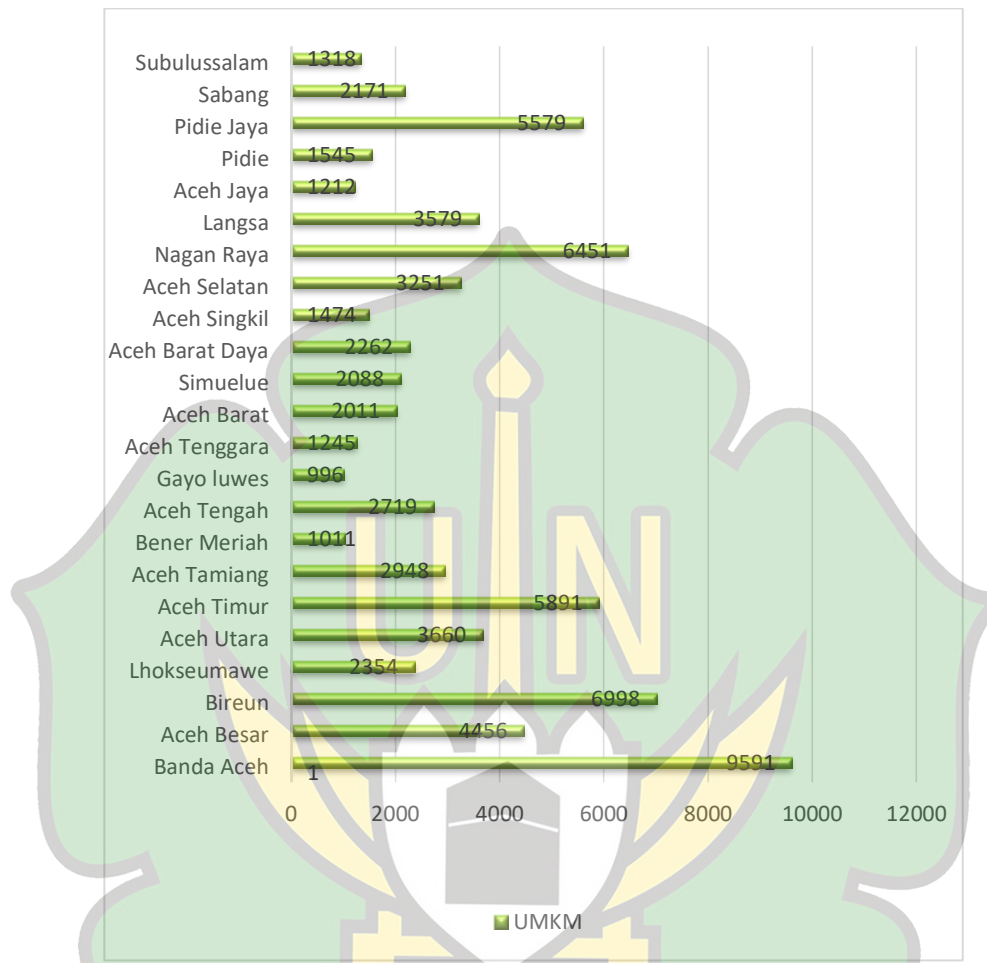 Subulussalam 1318
Sabang 2171
Pidie Jaya 5579
Pidie 1545
Aceh Jaya 1212
Langsa 3579
Nagan Raya 6451
Aceh Selatan 3251
Aceh Singkil 1474
Aceh Barat Daya 2262
Simuelue 2088
Aceh Barat 2011
Aceh Tenggara 1245
Gayo luwes 996
Aceh Tengah 2719
Bener Meriah 1011
Aceh Tamiang 2948
Aceh Timur 5891
Aceh Utara 3660
Lhokseumawe 2354
Bireun 6998
Aceh Besar 4456
Banda Aceh 9591
1
0 2000 4000 6000 8000 10000 12000
UMKM
UIN